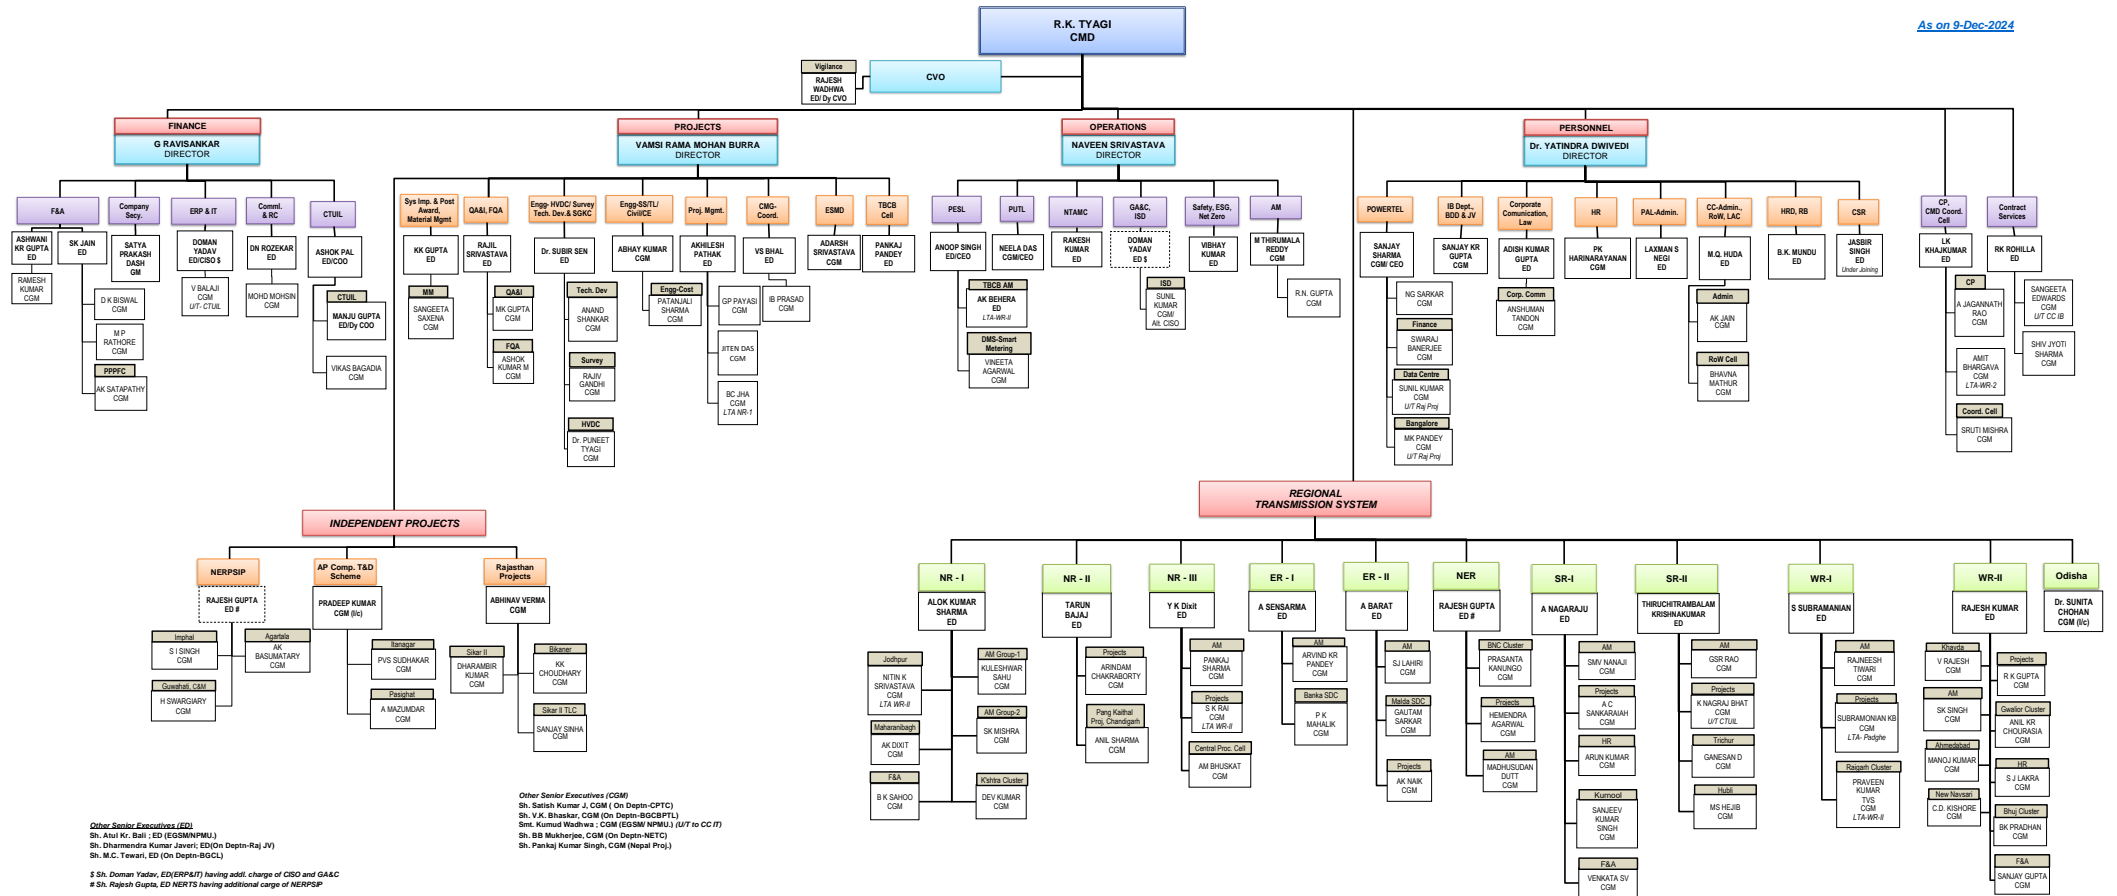 R.K. TYAGI
CMD
As on 9-Dec-2024
Vigilance
RAJESH
WADHWA
ED/ Dy CVO
CVO
FINANCE
G RAVISANKAR
DIRECTOR
PROJECTS
VAMSI RAMA MOHAN BURRA
DIRECTOR
OPERATIONS
NAVEEN SRIVASTAVA
DIRECTOR
PERSONNEL
Dr. YATINDRA DWIVEDI
DIRECTOR
F&A
ASHWANI
KR GUPTA
ED
RAMESH
KUMAR
CGM
SK JAIN
ED
D K BISWAL
CGM
M P
RATHORE
CGM
PPPFC
AK SATAPATHY
CGM
Company
Secy.
SATYA
PRAKASH
DASH
GM
ERP & IT
DOMAN
YADAV
ED/CISO $
V BALAJI
CGM
U/T- CTUIL
Comml.
& RC
DN ROZEKAR
ED
MOHD MOHSIN
CGM
CTUIL
ASHOK PAL
ED/COO
CTUIL
MANJU GUPTA
ED/Dy COO
VIKAS BAGADIA
CGM
Sys Imp. & Post
Award,
Material Mgmt
KK GUPTA
ED
MM
SANGEETA
SAXENA
CGM
QA&I, FQA
RAJIL
SRIVASTAVA
ED
QA&I
MK GUPTA
CGM
FQA
ASHOK
KUMAR M
CGM
Engg- HVDC/ Survey
Tech. Dev.& SGKC
Dr. SUBIR SEN
ED
Tech. Dev
ANAND
SHANKAR
CGM
Survey
RAJIV
GANDHI
CGM
HVDC
Dr. PUNEET
TYAGI
CGM
Engg-SS/TL/
Civil/CE
ABHAY KUMAR
CGM
Engg-Cost
PATANJALI
SHARMA
CGM
Proj. Mgmt.
AKHILESH
PATHAK
ED
GP PAYASI
CGM
JITEN DAS
CGM
BC JHA
CGM
LTA NR-1
CMG-
Coord.
VS BHAL
ED
IB PRASAD
CGM
ESMD
ADARSH
SRIVASTAVA
CGM
TBCB
Cell
PANKAJ
PANDEY
ED
PESL
ANOOP SINGH
ED/CEO
TBCB AM
AK BEHERA
ED
LTA-WR-II
DMS-Smart
Metering
VINEETA
AGARWAL
CGM
PUTL
NEELA DAS
CGM/CEO
NTAMC
RAKESH
KUMAR
ED
GA&C,
ISD
DOMAN
YADAV
ED $
ISD
SUNIL
KUMAR
CGM/
Alt. CISO
Safety, ESG,
Net Zero
VIBHAY
KUMAR
ED
AM
M THIRUMALA
REDDY
CGM
R.N. GUPTA
CGM
POWERTEL
SANJAY
SHARMA
CGM/ CEO
NG SARKAR
CGM
Finance
SWARAJ
BANERJEE
CGM
Data Centre
SUNIL KUMAR
CGM
U/T Raj Proj
Bangalore
MK PANDEY
CGM
U/T Raj Proj
IB Dept.,
BDD & JV
SANJAY KR
GUPTA
CGM
Corporate
Comunication,
Law
ADISH KUMAR
GUPTA
ED
Corp. Comm
ANSHUMAN
TANDON
CGM
HR
PK
HARINARAYANAN
CGM
PAL-Admin.
LAXMAN S
NEGI
ED
CC-Admin.,
RoW, LAC
M.Q. HUDA
ED
Admin
AK JAIN
CGM
RoW Cell
BHAVNA
MATHUR
CGM
HRD, RB
B.K. MUNDU
ED
CSR
JASBIR
SINGH
ED
Under Joining
CP,
CMD Coord.
Cell
LK
KHAJKUMAR
ED
CP
A JAGANNATH
RAO
CGM
AMIT
BHARGAVA
CGM
LTA-WR-2
Coord. Cell
SRUTI MISHRA
CGM
Contract
Services
RK ROHILLA
ED
SANGEETA
EDWARDS
CGM
U/T CC IB
SHIV JYOTI
SHARMA
CGM
INDEPENDENT PROJECTS
NERPSIP
RAJESH GUPTA
ED #
Imphal
S I SINGH
CGM
Agartala
AK
BASUMATARY
CGM
Guwahati, C&M
H SWARGIARY
CGM
AP Comp. T&D
Scheme
PRADEEP KUMAR
CGM (I/c)
Itanagar
PVS SUDHAKAR
CGM
Pasighat
A MAZUMDAR
CGM
Rajasthan
Projects
ABHINAV VERMA
CGM
Sikar II
DHARAMBIR
KUMAR
CGM
Bikaner
KK
CHOUDHARY
CGM
Sikar II TLC
SANJAY SINHA
CGM
REGIONAL
TRANSMISSION SYSTEM
NR - I
ALOK KUMAR
SHARMA
ED
Jodhpur
NITIN K
SRIVASTAVA
CGM
LTA WR-II
AM Group-1
KULESHWAR
SAHU
CGM
Maharanibagh
AK DIXIT
CGM
AM Group-2
SK MISHRA
CGM
F&A
B K SAHOO
CGM
K'shtra Cluster
DEV KUMAR
CGM
NR - II
TARUN
BAJAJ
ED
Projects
ARINDAM
CHAKRABORTY
CGM
Pang Kaithal
Proj, Chandigarh
ANIL SHARMA
CGM
NR - III
Y K Dixit
ED
AM
PANKAJ
SHARMA
CGM
Projects
S K RAI
CGM
LTA WR-II
Central Proc. Cell
AM BHUSKAT
CGM
ER - I
A SENSARMA
ED
AM
ARVIND KR
PANDEY
CGM
Banka SDC
P K
MAHALIK
CGM
ER - II
A BARAT
ED
AM
SJ LAHIRI
CGM
Malda SDC
GAUTAM
SARKAR
CGM
Projects
AK NAIK
CGM
NER
RAJESH GUPTA
ED #
BNC Cluster
PRASANTA
KANUNGO
CGM
Projects
HEMENDRA
AGARWAL
CGM
AM
MADHUSUDAN
DUTT
CGM
SR-I
A NAGARAJU
ED
AM
SMV NANAJI
CGM
Projects
A C
SANKARAIAH
CGM
HR
ARUN KUMAR
CGM
Kurnool
SANJEEV
KUMAR
SINGH
CGM
F&A
VENKATA SV
CGM
SR-II
THIRUCHITRAMBALAM
KRISHNAKUMAR
ED
AM
GSR RAO
CGM
Projects
K NAGRAJ BHAT
CGM
U/T CTUIL
Trichur
GANESAN D
CGM
Hubli
MS HEJIB
CGM
WR-I
S SUBRAMANIAN
ED
AM
RAJNEESH
TIWARI
CGM
Projects
SUBRAMONIAN KB
CGM
LTA- Padghe
Raigarh Cluster
PRAVEEN
KUMAR
TVS
CGM
LTA-WR-II
WR-II
RAJESH KUMAR
ED
Khavda
V RAJESH
CGM
Projects
R K GUPTA
CGM
AM
SK SINGH
CGM
Gwalior Cluster
ANIL KR
CHOURASIA
CGM
Ahmedabad
MANOJ KUMAR
CGM
HR
S J LAKRA
CGM
New Navsari
C.D. KISHORE
CGM
Bhuj Cluster
BK PRADHAN
CGM
F&A
SANJAY GUPTA
CGM
Odisha
Dr. SUNITA
CHOHAN
CGM (I/c)
Other Senior Executives (CGM)
Sh. Satish Kumar J, CGM ( On Deptn-CPTC)
Sh. V.K. Bhaskar, CGM (On Deptn-BGCBPTL)
Smt. Kumud Wadhwa ; CGM (EGSM/ NPMU.) (U/T to CC IT)
Sh. BB Mukherjee, CGM (On Deptn-NETC)
Sh. Pankaj Kumar Singh, CGM (Nepal Proj.)
Other Senior Executives (ED)
Sh. Atul Kr. Bali ; ED (EGSM/NPMU.)
Sh. Dharmendra Kumar Javeri; ED(On Deptn-Raj JV)
Sh. M.C. Tewari, ED (On Deptn-BGCL)
$ Sh. Doman Yadav, ED(ERP&IT) having addl. charge of CISO and GA&C
# Sh. Rajesh Gupta, ED NERTS having additional carge of NERPSIP